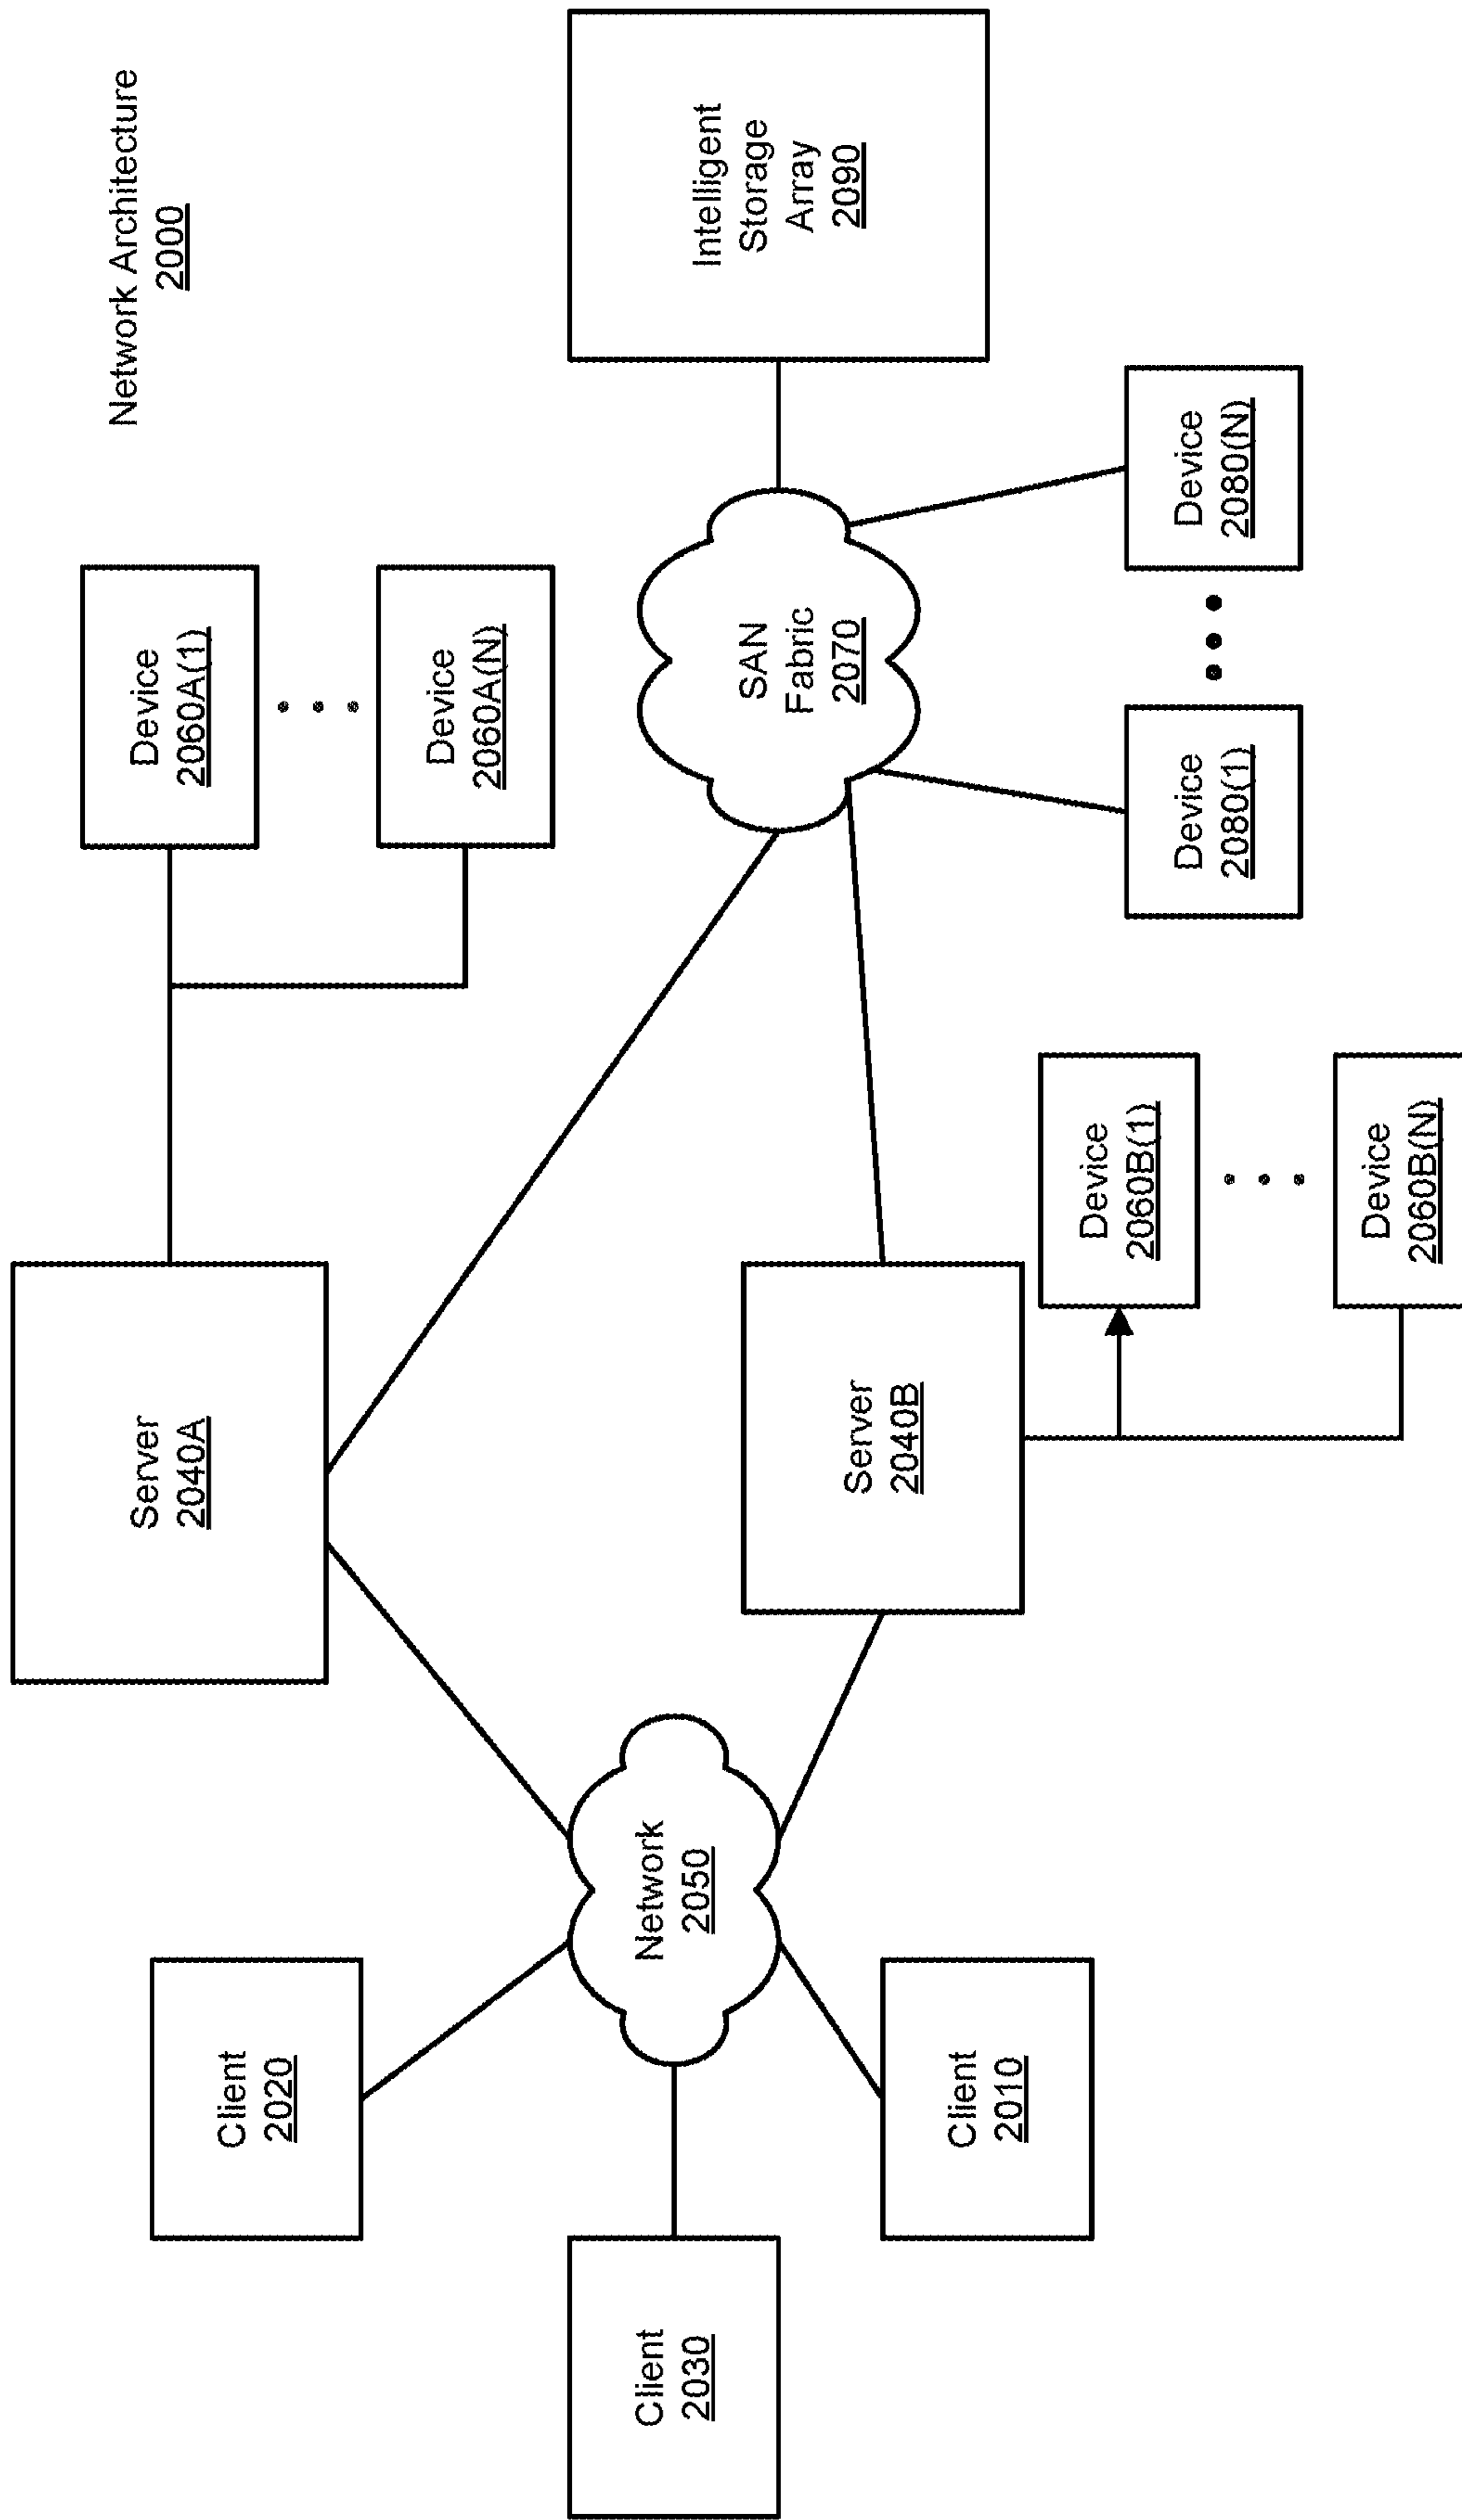 Network Architecture
2000
Device
2060A(1)
Device
2060A(N)
Server
2040A
Intelligent
Storage
Array
2090
SAN
Fabric
2070
Client
2020
Network
2050
Client
2030
Server
2040B
Device
2080(1)
Device
2080(N)
Client
2010
Device
2060B(1)
Device
2060B(N)